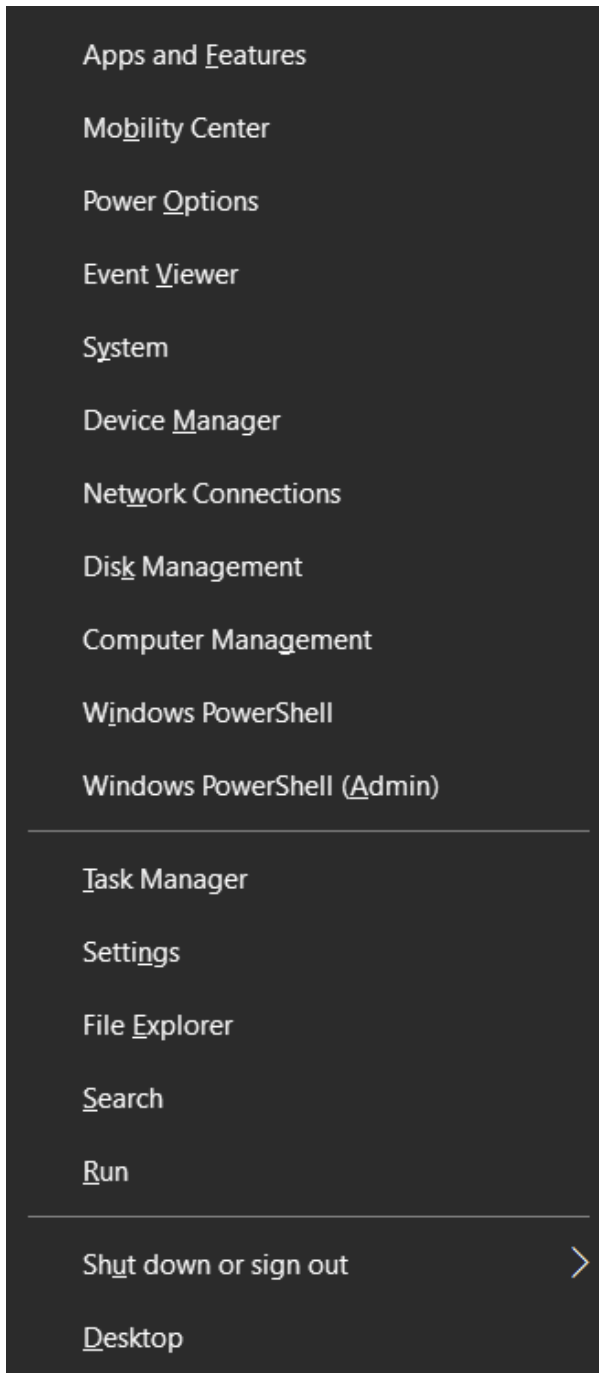 Apps and Features
Mobility Center
Power Options
Event Viewer
System
Device Manager
Network Connections
Disk Management
Computer Management
Windows PowerShell
Windows PowerShell (Admin)
Task Manager
Settings
File Explorer
Search
Run
Shut down or sign out
Desktop